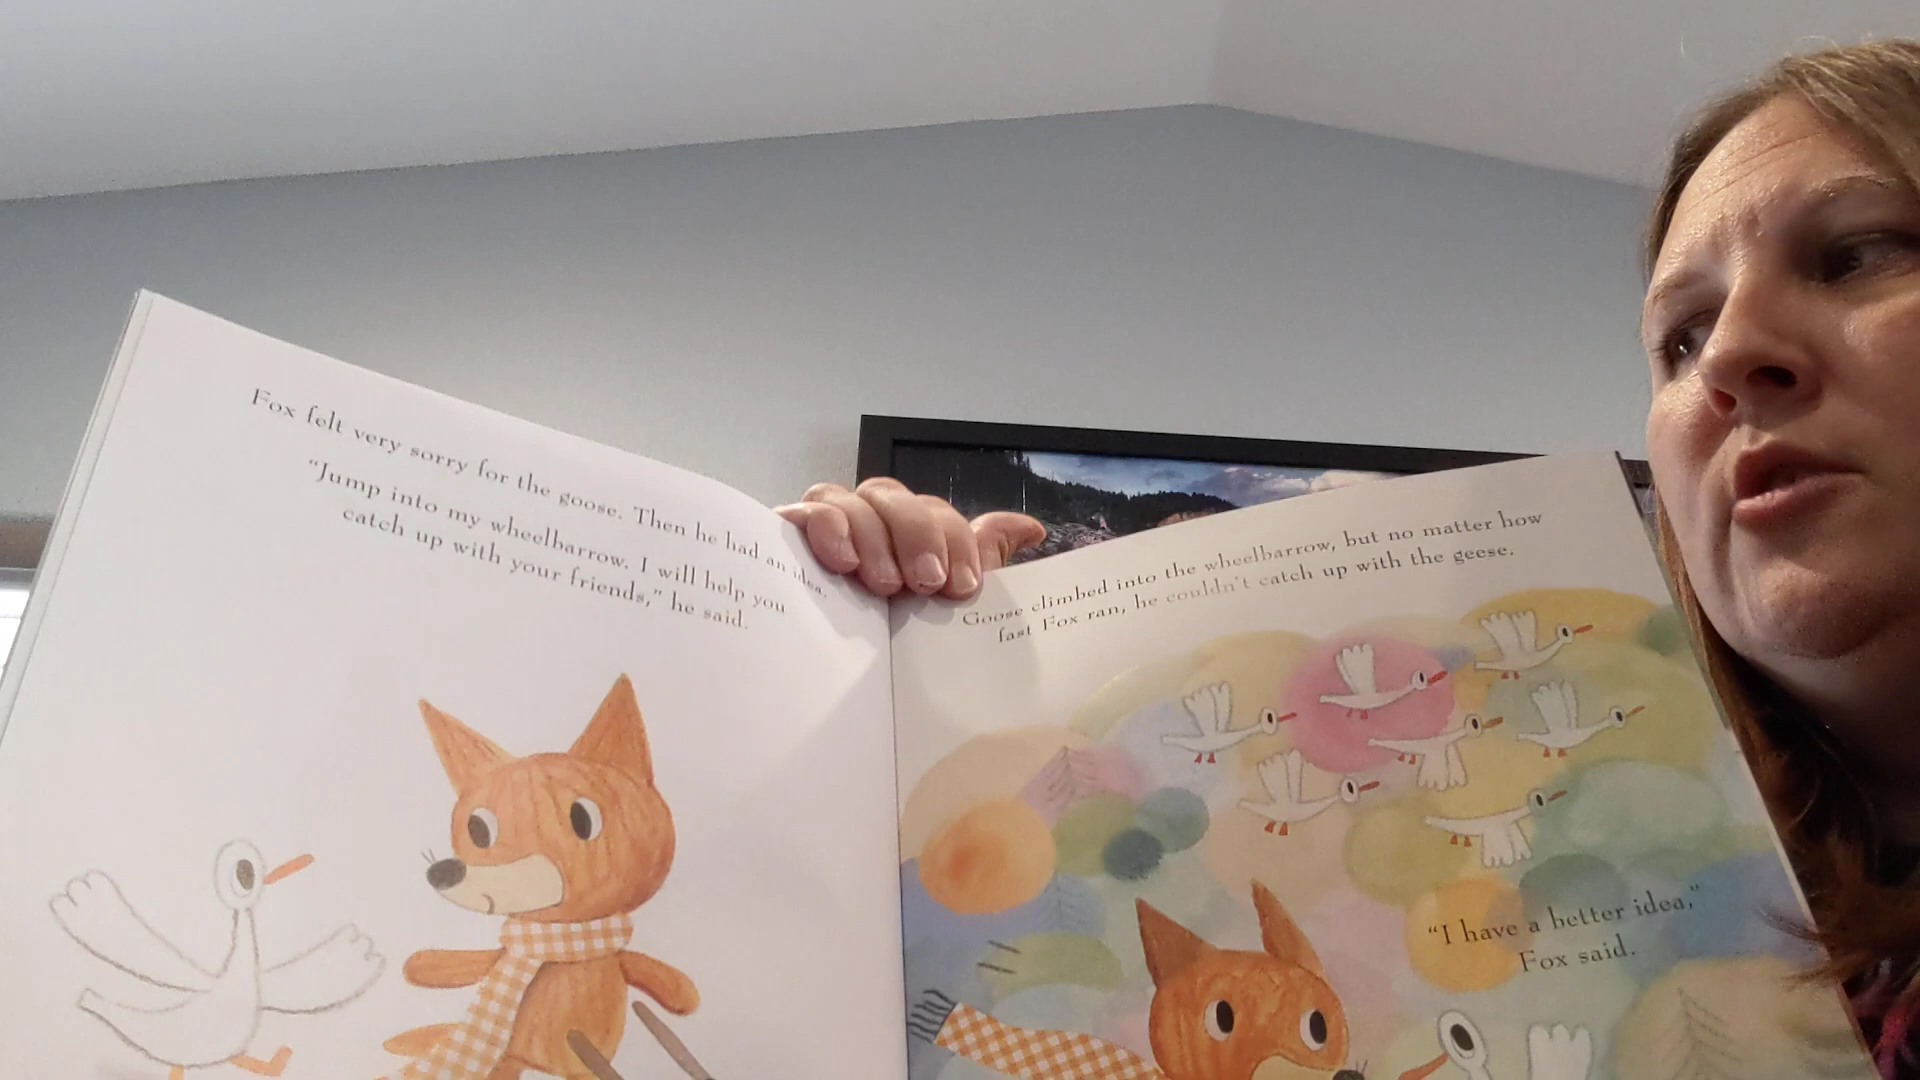 Fox felt very sorry for the goose. Then he had an idea.
“Jump into my wheelbarrow. I will help you
catch up with your friends,” he said.
Goose climbed into the wheelbarrow, but no matter how
fast Fox ran, he couldn’t catch up with the geese.
“I have a better idea,”
Fox said.